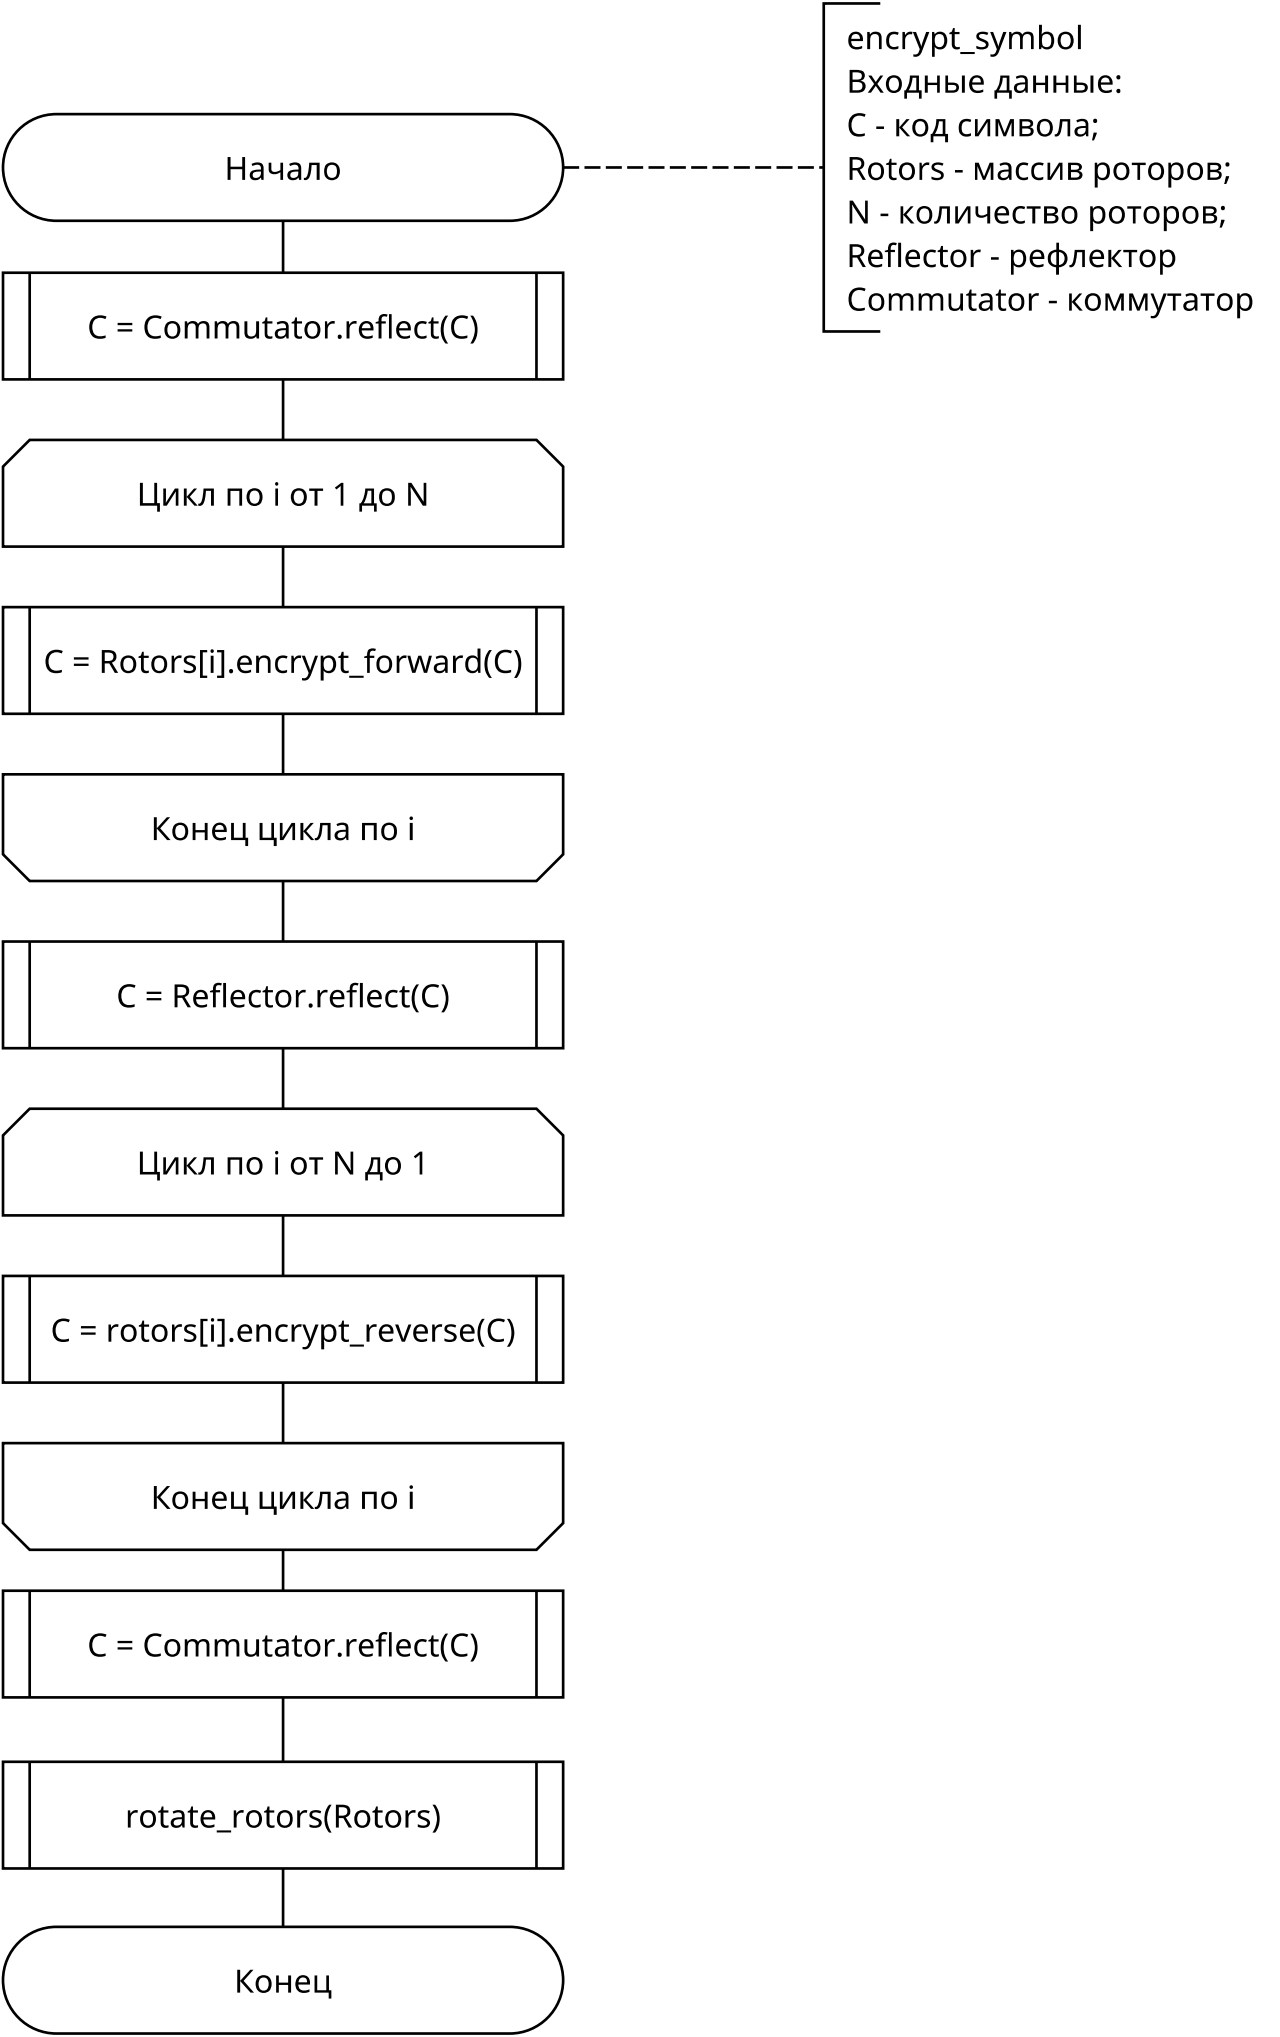 encrypt_symbol
Входные данные:
C - код символа;
Rotors - массив роторов;
N - количество роторов;
Reflector - рефлектор
Commutator - коммутатор
Начало
C = Commutator.reflect(C)
Цикл по i от 1 до N
C = Rotors[i].encrypt_forward(C)
Конец цикла по i
C = Reflector.reflect(C)
Цикл по i от N до 1
C = rotors[i].encrypt_reverse(C)
Конец цикла по i
C = Commutator.reflect(C)
rotate_rotors(Rotors)
Конец